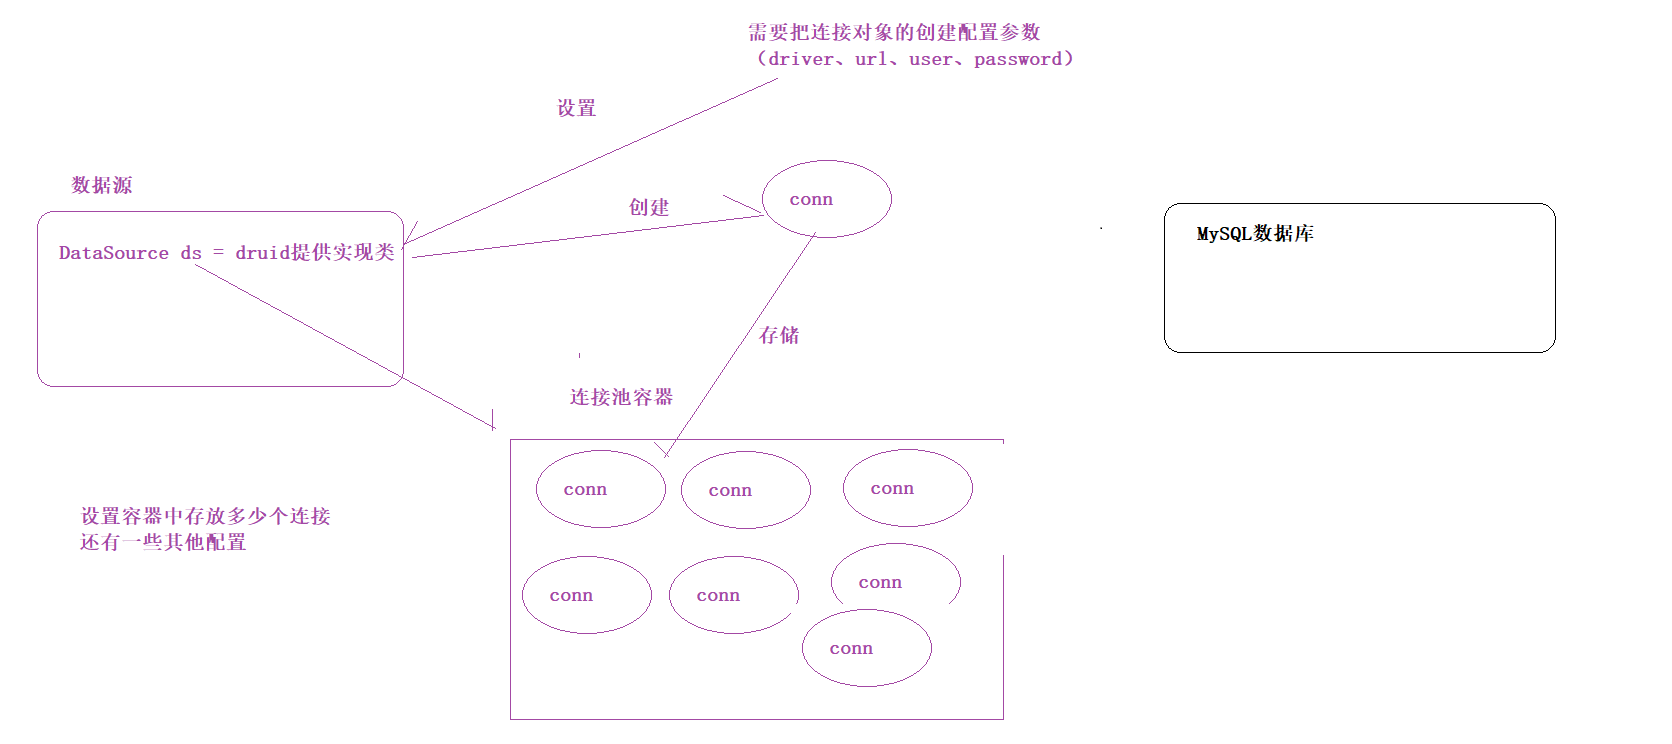 需要把连接对象的创建配置参数
（driver、url、user、password）
设置
数据源
创建
conn
DataSource ds = druid提供实现类
MySQL数据库
存储
连接池容器
conn
conn
conn
设置容器中存放多少个连接
还有一些其他配置
conn
conn
conn
conn